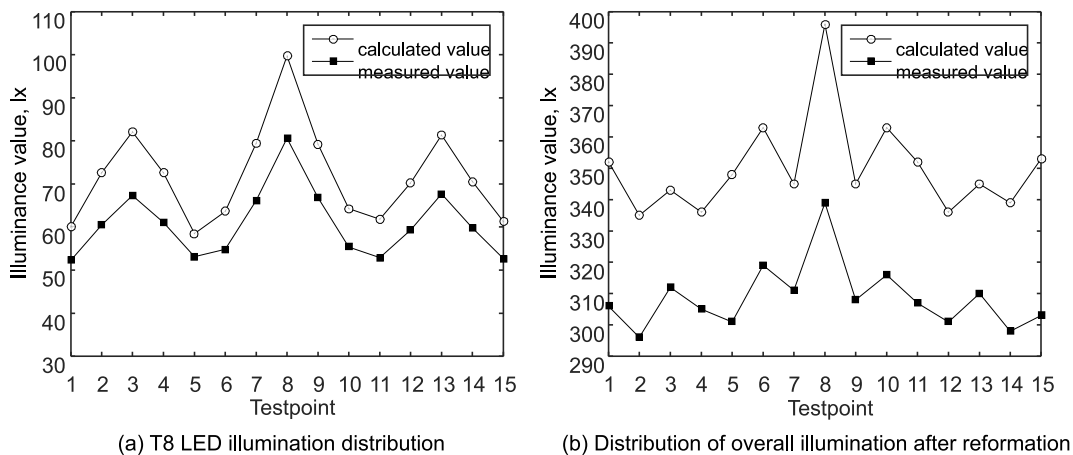 110
100
90
80
70
60
50
40
30
Illuminance value, lx
calculated value
measured value
1 2 3 4 5 6 7 8 9 10 11 12 13 14 15
Testpoint
(a) T8 LED illumination distribution
400
390
380
370
360
350
340
330
320
310
300
290
Illuminance value, lx
calculated value
measured value
1 2 3 4 5 6 7 8 9 10 11 12 13 14 15
Testpoint
(b) Distribution of overall illumination after reformation